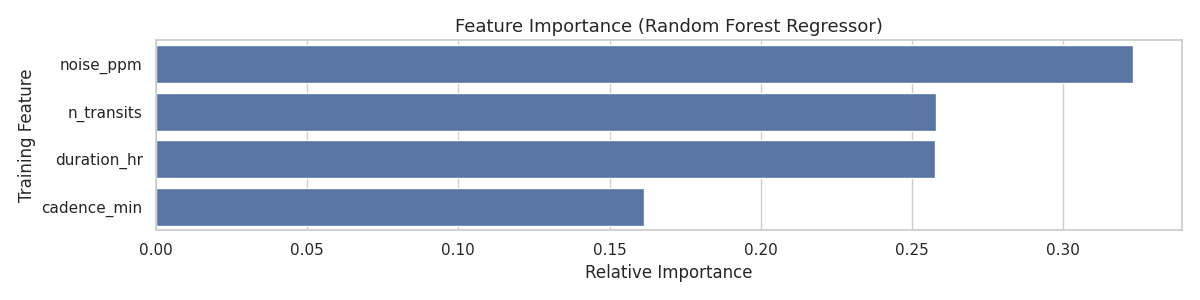 Feature Importance (Random Forest Regressor)
Training Feature
noise_ppm
n_transits
duration_hr
cadence_min
0.00 0.05 0.10 0.15 0.20 0.25 0.30
Relative Importance